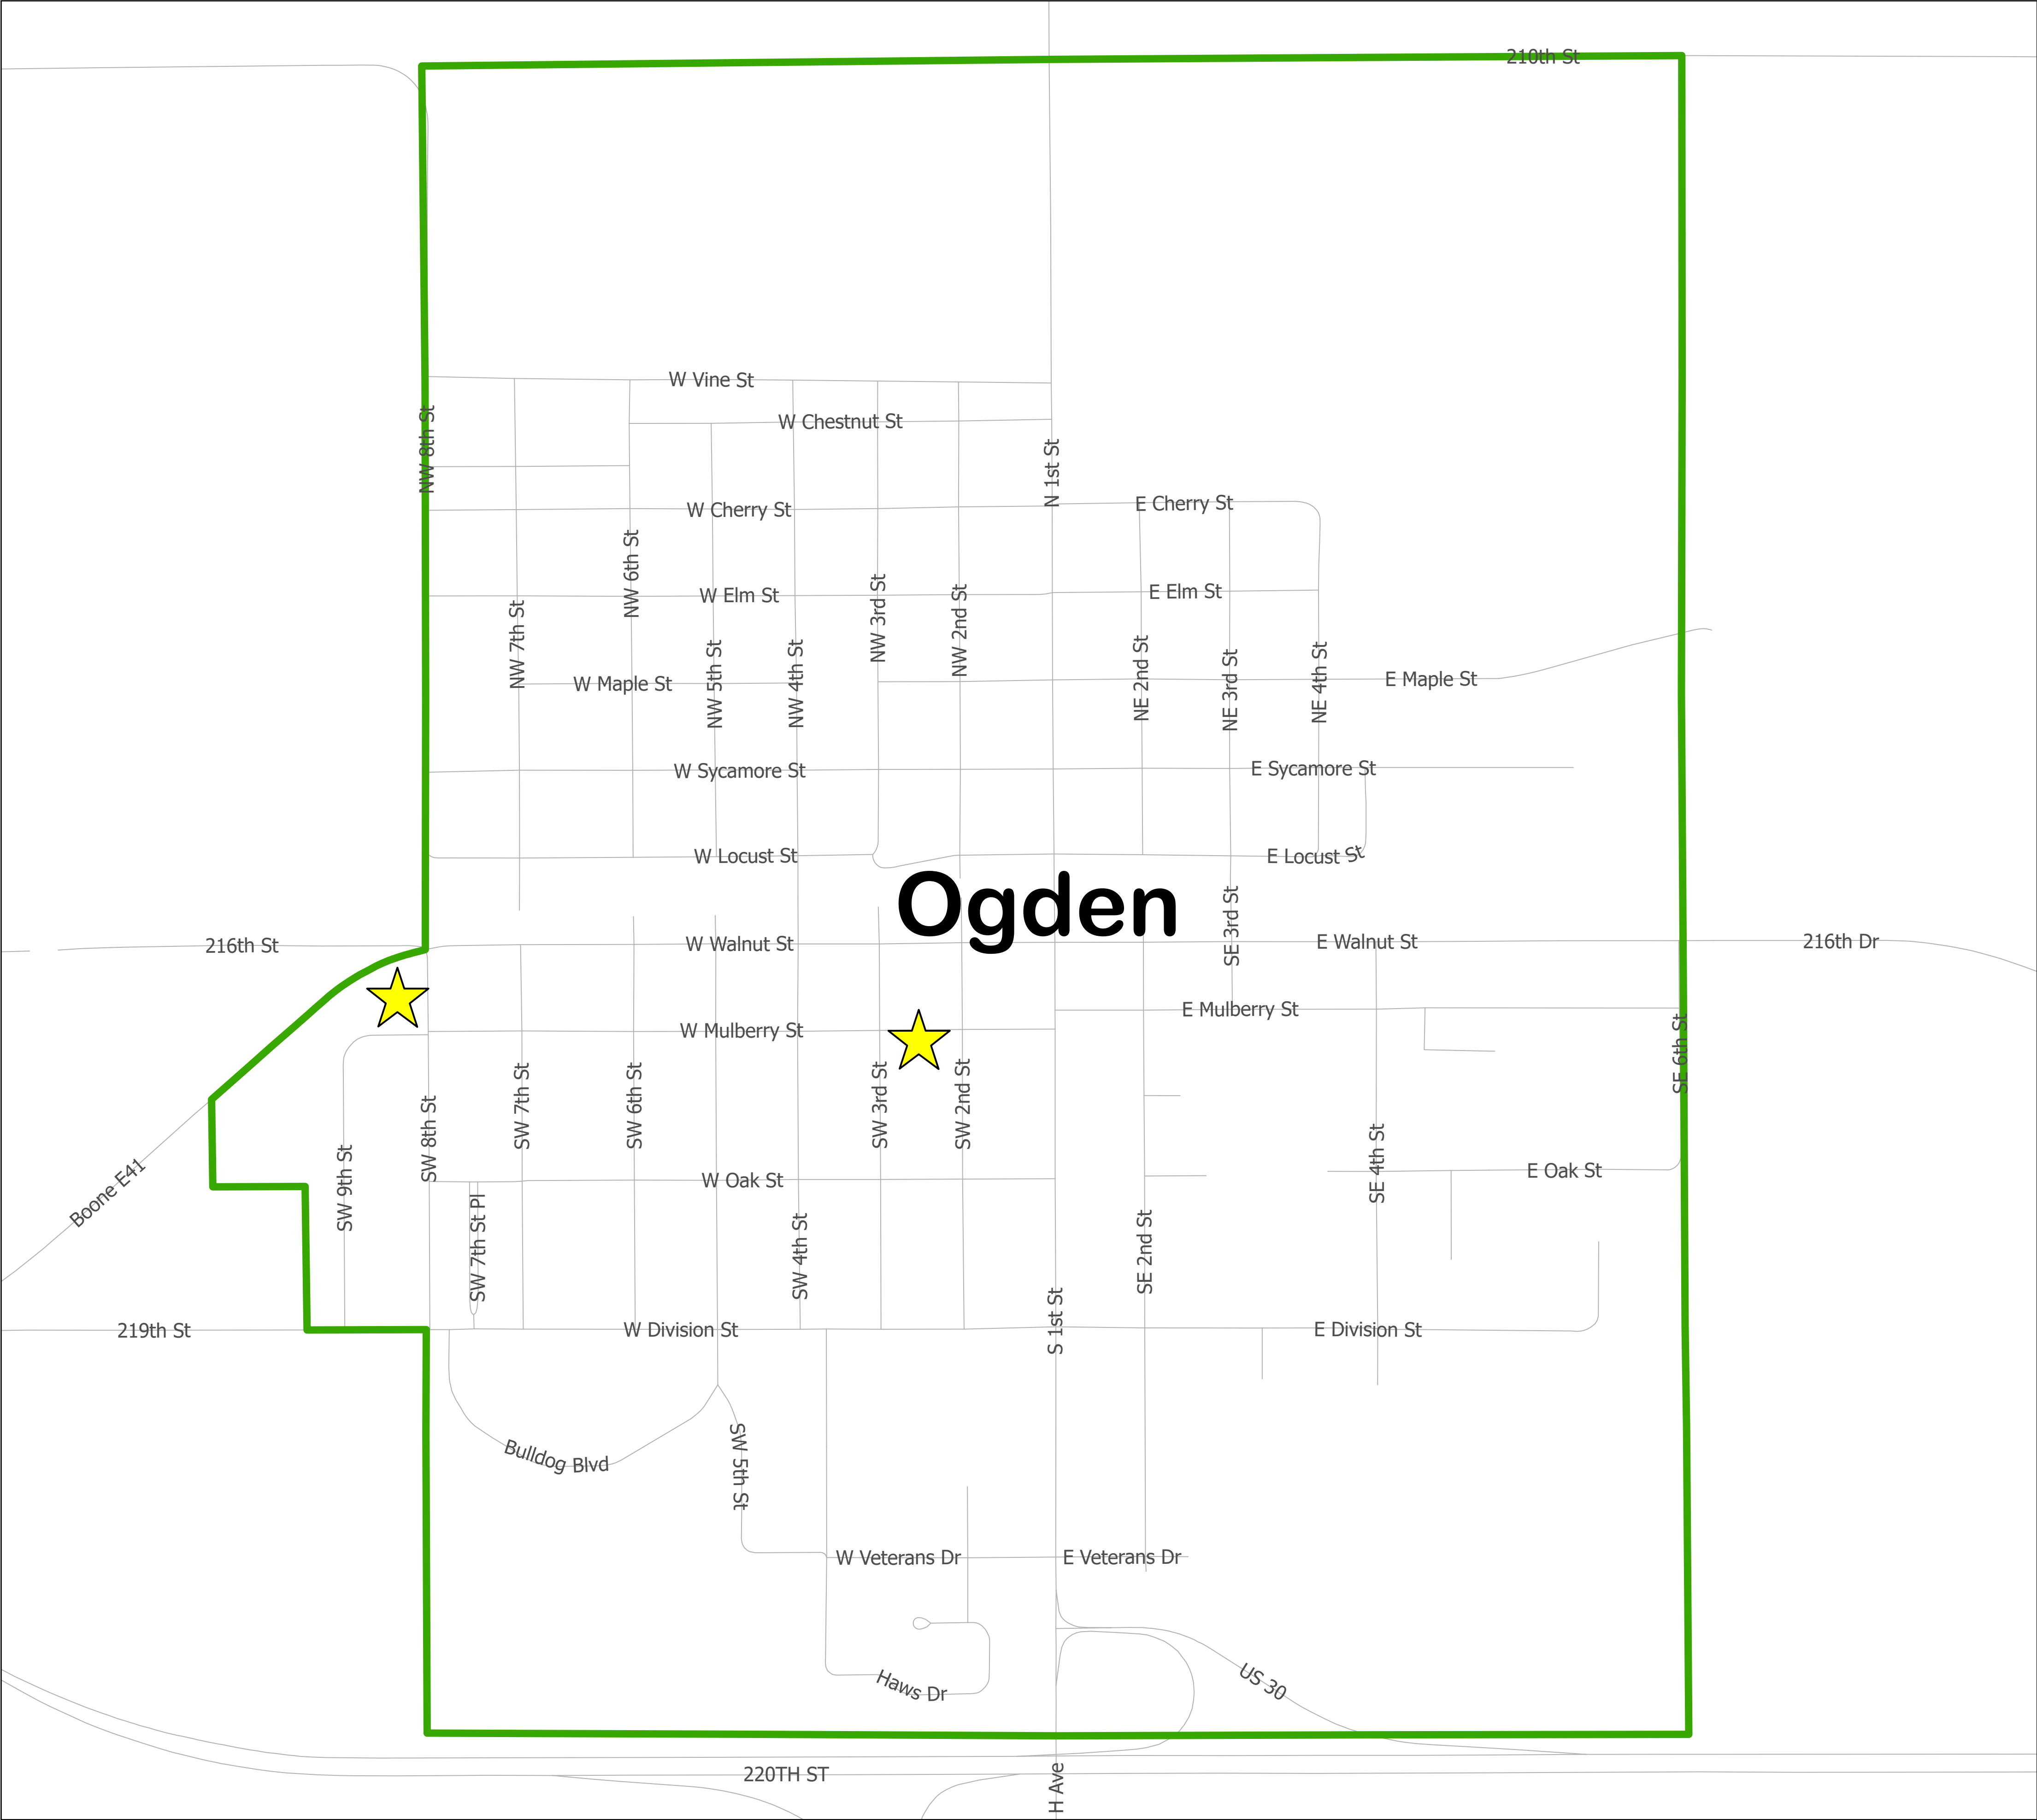 210th St
W Vine St
W Chestnut St
NW 8th St
N 1st St
W Cherry St
E Cherry St
NW 6th St
W Elm St
E Elm St
NW 7th St
NW 3rd St
NW 2nd St
W Maple St
NW 5th St
NW 4th St
NE 2nd St
NE 3rd St
NE 4th St
E Maple St
W Sycamore St
E Sycamore St
W Locust St
E Locust St
Ogden
SE 3rd St
216th St
W Walnut St
E Walnut St
216th Dr
W Mulberry St
E Mulberry St
SE 6th St
SW 7th St
SW 6th St
SW 3rd St
SW 2nd St
SW 8th St
SE 4th St
Boone E41
SW 9th St
W Oak St
E Oak St
SW 7th St Pl
SW 4th St
SE 2nd St
219th St
W Division St
S 1st St
E Division St
Bulldog Blvd
SW 5th St
W Veterans Dr
E Veterans Dr
Haws Dr
US 30
220TH ST
H Ave